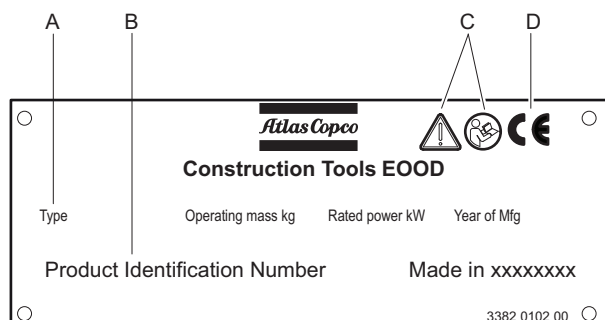 A B C D
Atlas Copco
CE
Construction Tools EOOD
Type Operating mass kg Rated power kW Year of Mfg
Product Identification Number Made in xxxxxxxx
3382 0102 00